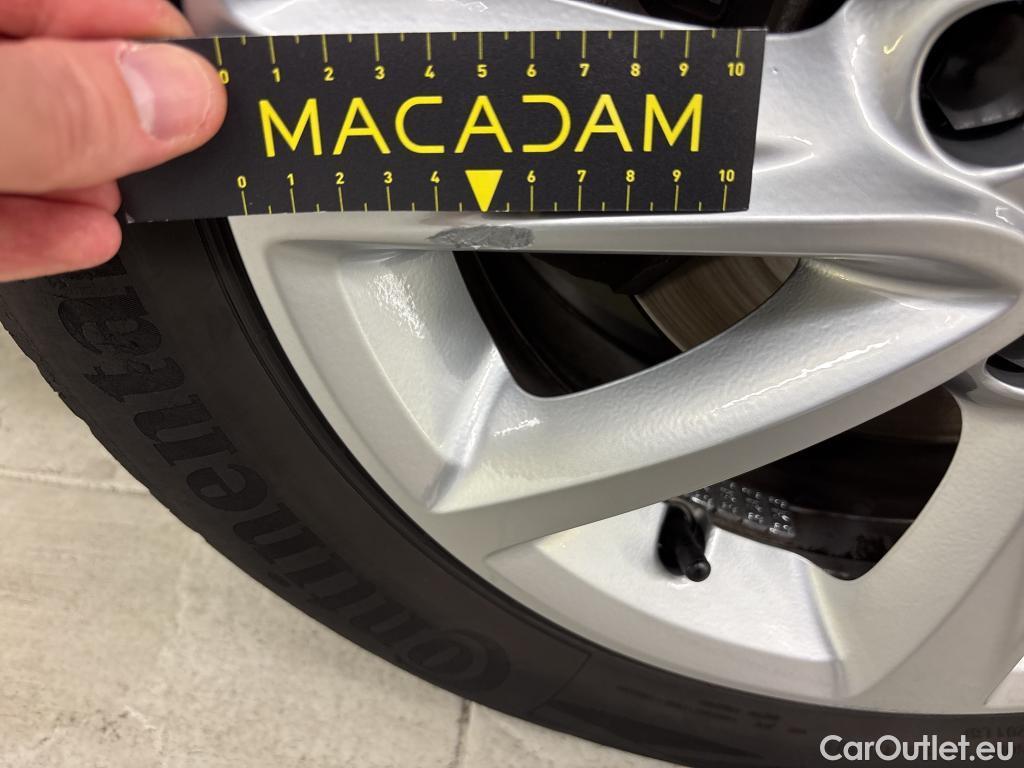 0 1 2 3 4 5 6 7 8 9 10
MACADAM
0 1 2 3 4 6 7 8 9 10
Continental
CarOutlet.eu